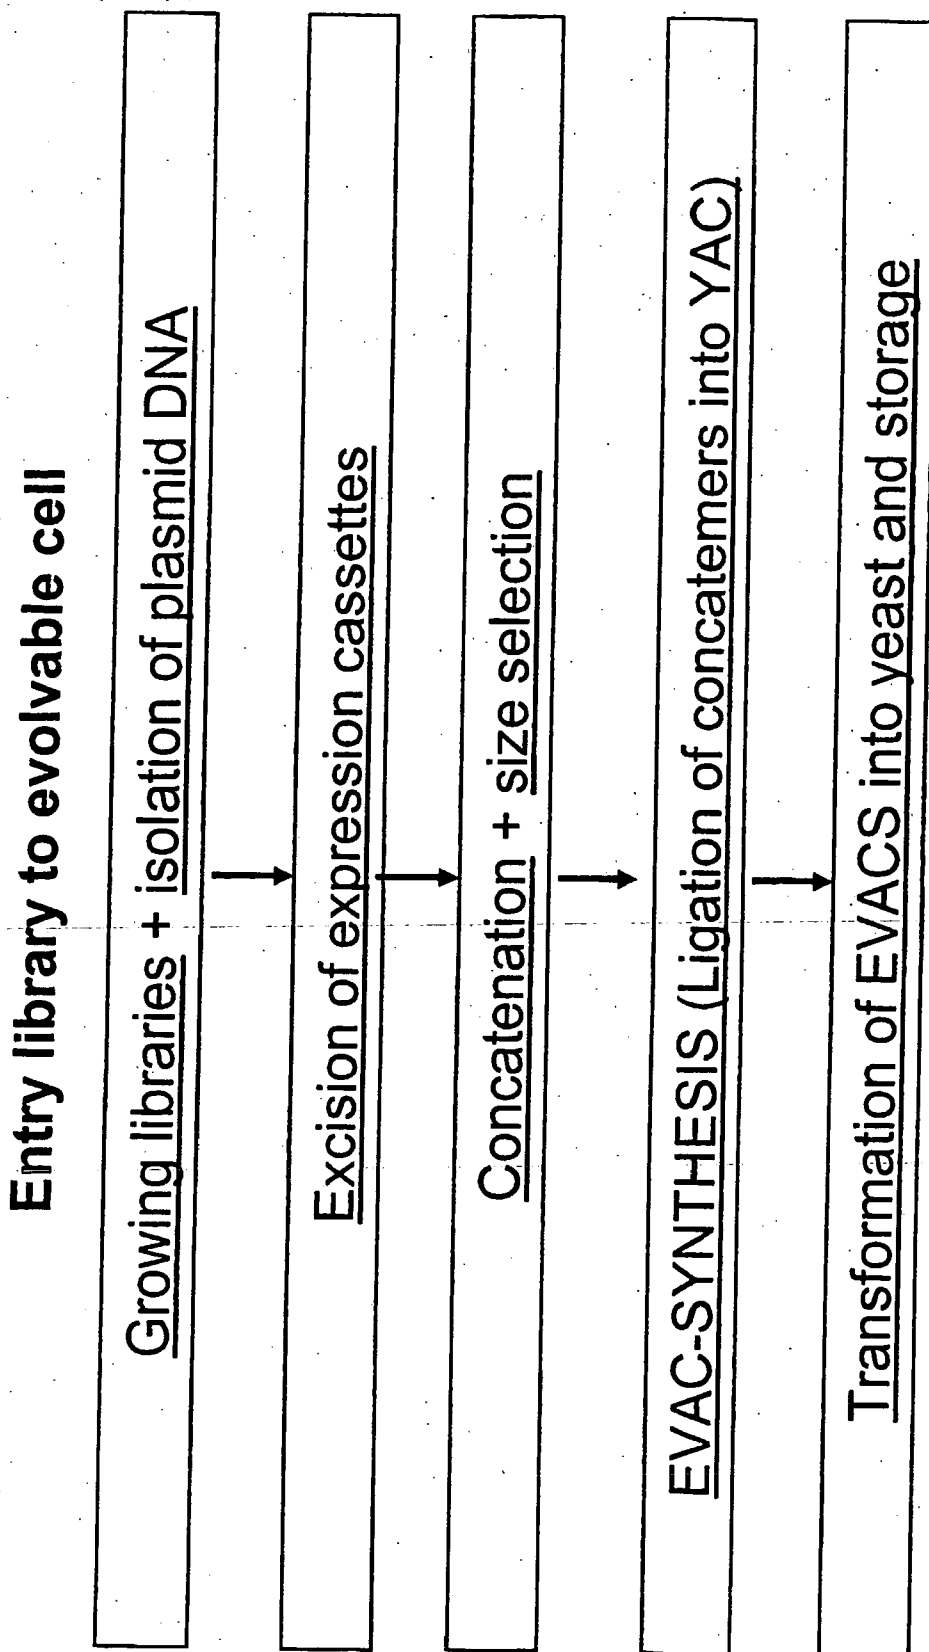 Entry library to evolvable cell
Growing libraries + isolation of plasmid DNA
Excision of expression cassettes
Concatenation + size selection
EVAC-SYNTHESIS (Ligation of concatemers into YAC)
Transformation of EVACS into yeast and storage